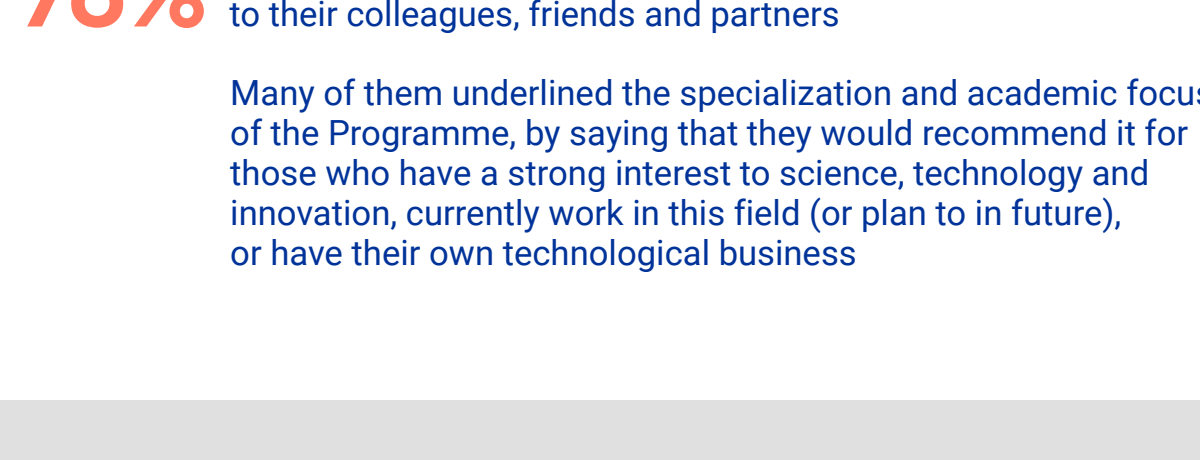 to their colleagues, friends and partners
Many of them underlined the specialization and academic focus
of the Programme, by saying that they would recommend it for
those who have a strong interest to science, technology and
innovation, currently work in this field (or plan to in future),
or have their own technological business